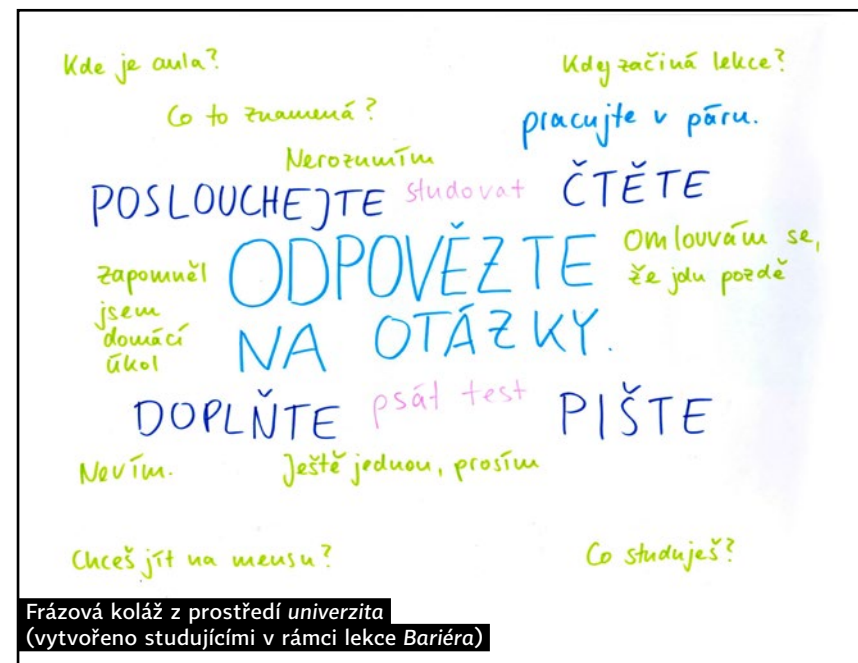 Kde je aula?
Kdy začíná lekce?
Co to znamená?
pracujte v páru.
Nerozumím
POSLOUCHEJTE
studovat
ČTĚTE
zapomněl
jsem
domácí
úkol
ODPOVĚZTE
NA OTÁZKY.
Omlouvám se,
že jdu pozdě
DOPLŇTE
psát test
PIŠTE
Nevím.
Ještě jednou, prosím
Chceš jít na mensu?
Co studuješ?
Frázová koláž z prostředí univerzita
(vytvořeno studujícími v rámci lekce Bariéra)